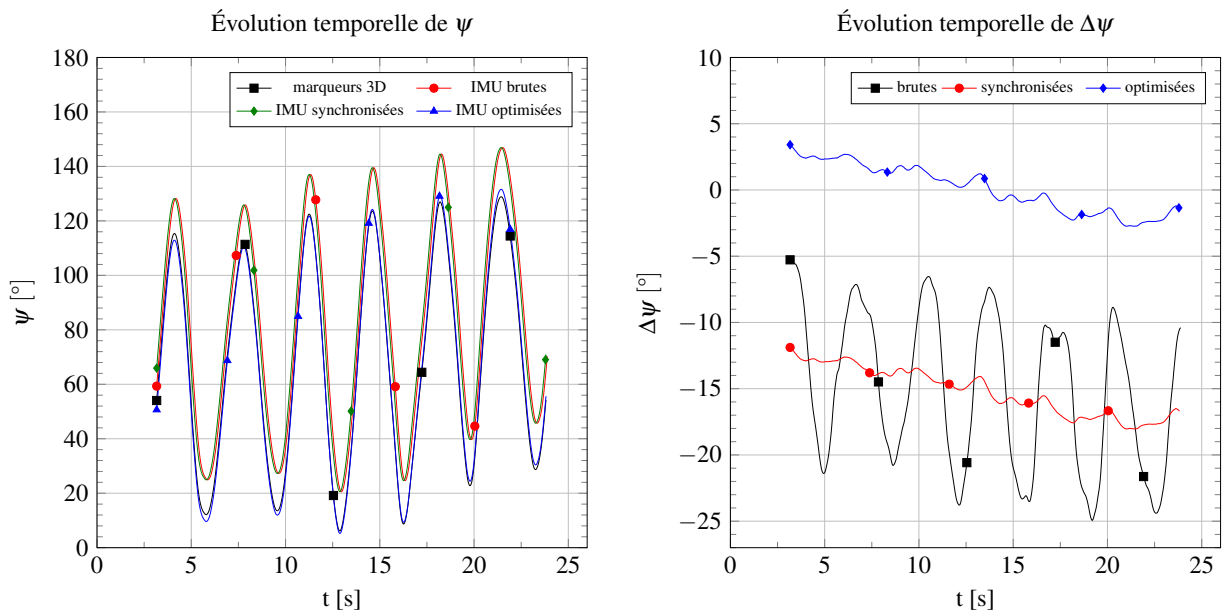 Évolution temporelle de ψ
180
160
140
120
100
80
60
40
20
0
ψ [°]
marqueurs 3D
IMU brutes
IMU synchronisées
IMU optimisées
0
5
10
15
20
25
t [s]
Évolution temporelle de Δψ
10
5
0
−5
−10
−15
−20
−25
Δψ [°]
brutes
synchronisées
optimisées
0
5
10
15
20
25
t [s]